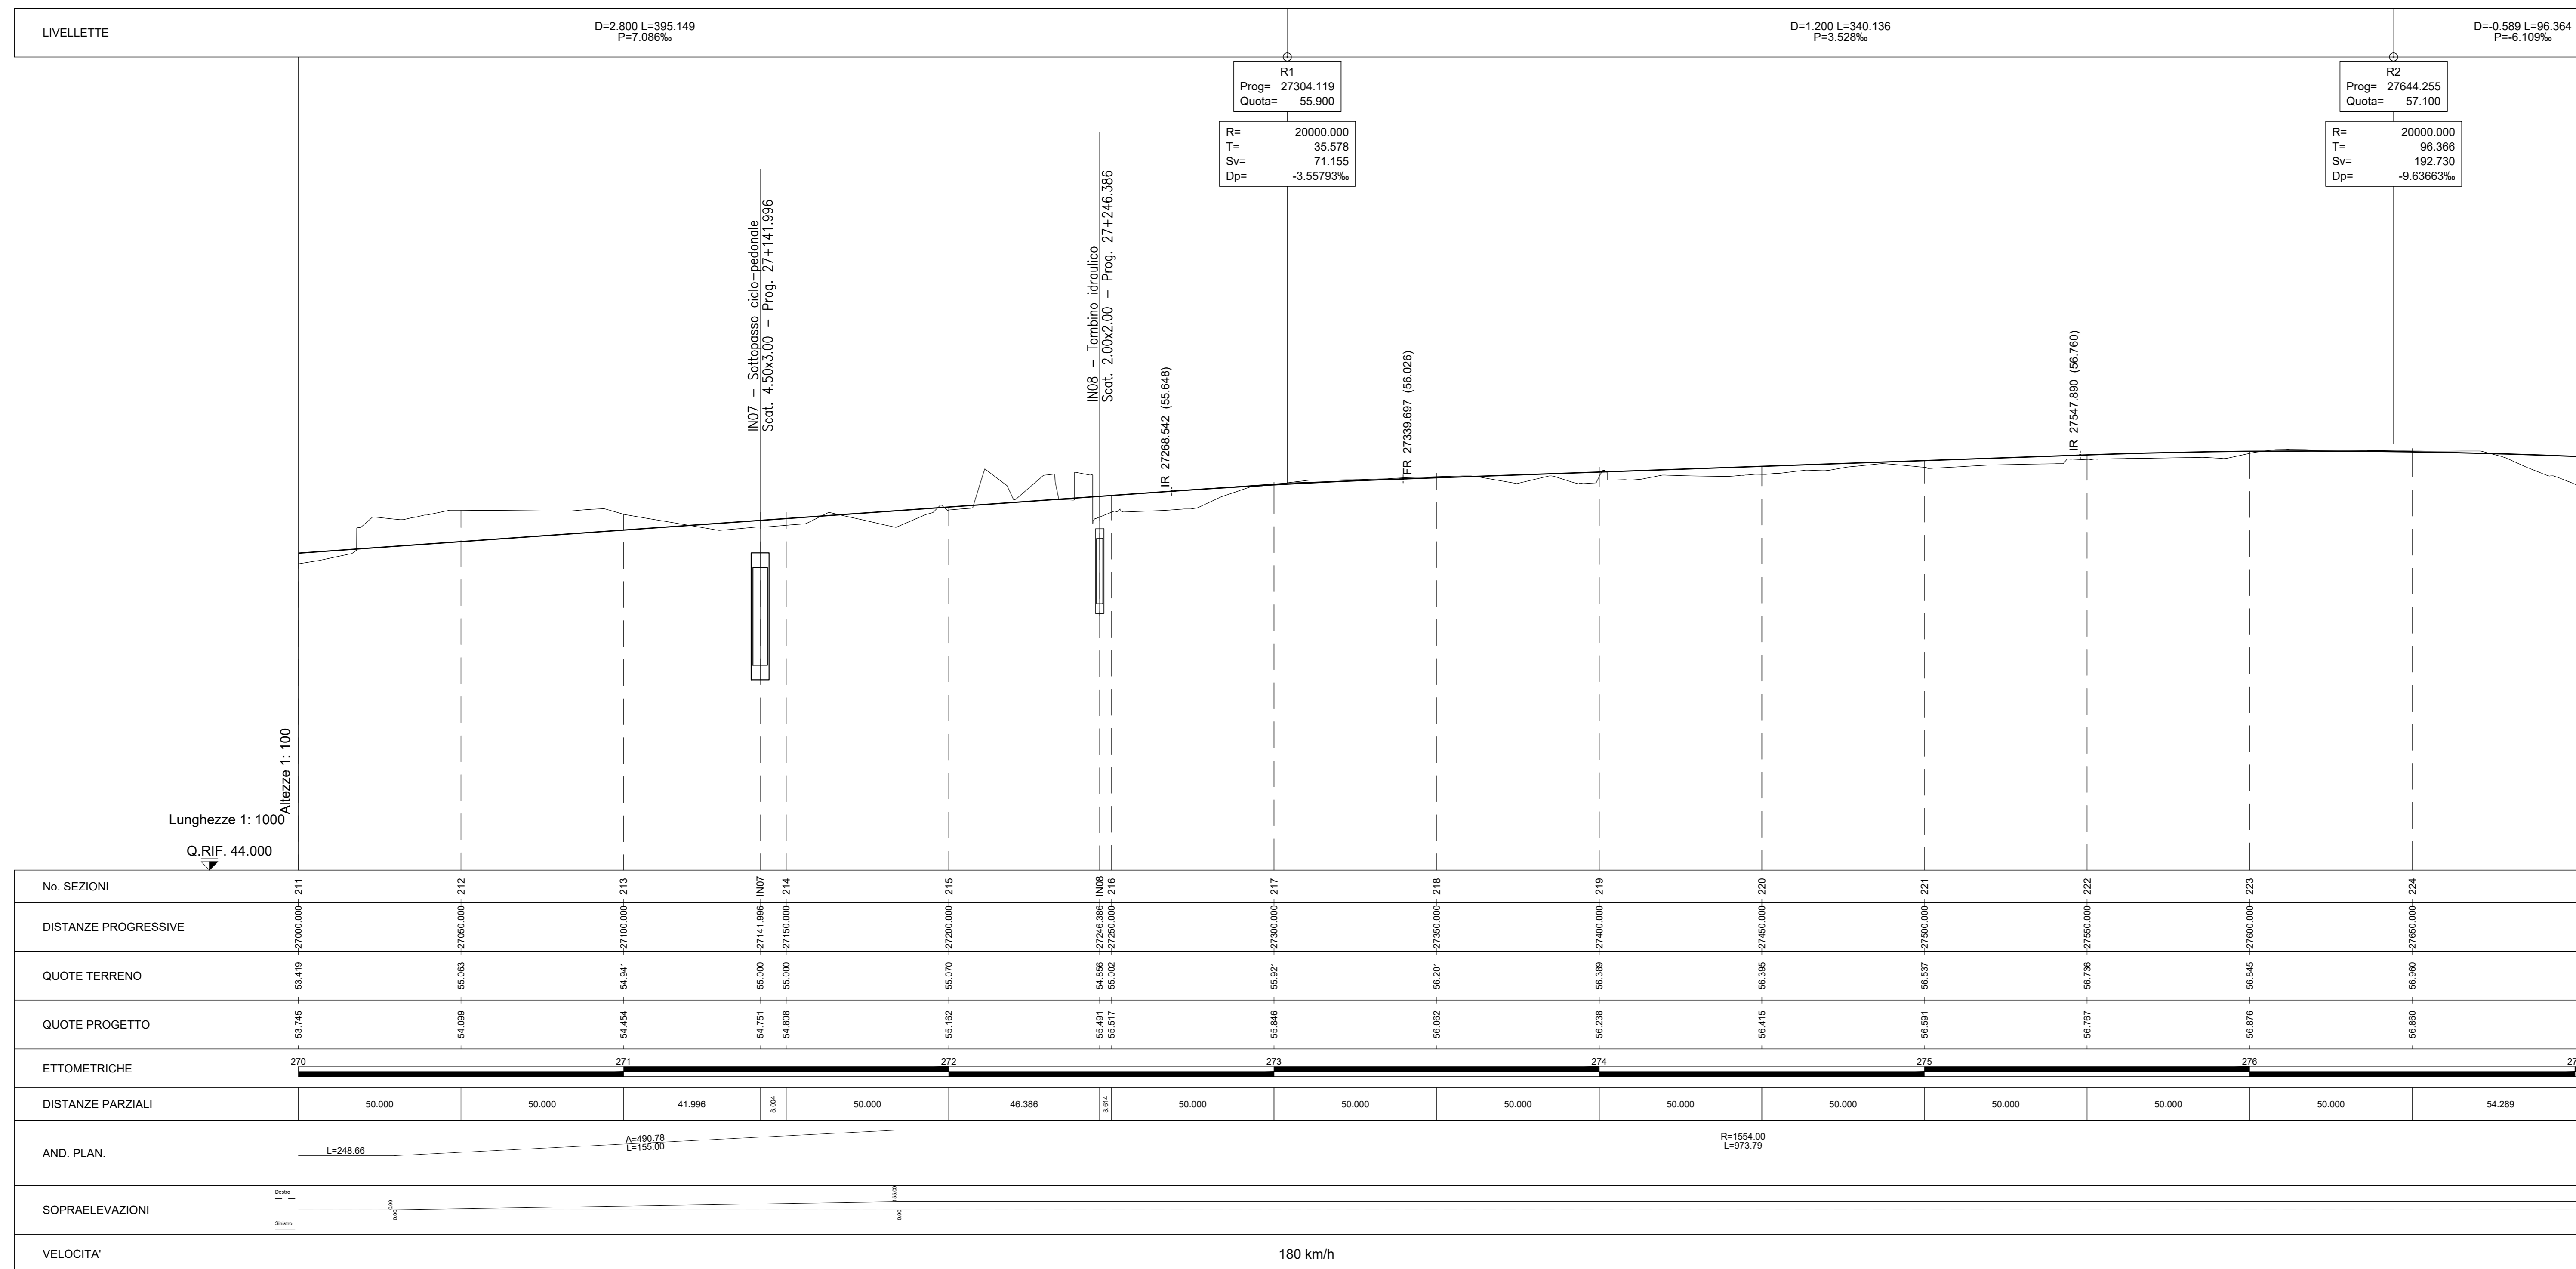 LIVELLETTE
D=2.800 L=395.149
P=7.086‰
D=1.200 L=340.136
P=3.528‰
D=-0.589 L=96.364
P=-6.109‰
R1
Prog= 27304.119
Quota= 55.900
R= 20000.000
T= 35.578
Sv= 71.155
Dp= -3.55793‰
R2
Prog= 27644.255
Quota= 57.100
R= 20000.000
T= 96.366
Sv= 192.730
Dp= -9.63663‰
IN07 – Sottopasso ciclo–pedonale
Scat. 4.50x3.00 – Prog. 27+141.996
IN08 – Tombino idraulico
Scat. 2.00x2.00 – Prog. 27+246.386
IR 27268.542 (55.648)
FR 27339.697 (56.026)
IR 27547.890 (56.760)
Altezze 1: 100
Lunghezze 1: 1000
Q.RIF. 44.000
No. SEZIONI
211 212 213 IN07 214 215 IN08 216 217 218 219 220 221 222 223 224
DISTANZE PROGRESSIVE
27000.000 27050.000 27100.000 27141.996 27150.000 27200.000 27246.386 27250.000 27300.000 27350.000 27400.000 27450.000 27500.000 27550.000 27600.000 27650.000
QUOTE TERRENO
53.419 55.063 54.941 55.000 55.000 55.070 54.856 55.002 55.921 56.201 56.389 56.395 56.537 56.736 56.845 56.960
QUOTE PROGETTO
53.745 54.099 54.454 54.751 54.808 55.162 55.491 55.517 55.846 56.062 56.238 56.415 56.591 56.767 56.876 56.860
ETTOMETRICHE
270 271 272 273 274 275 276
DISTANZE PARZIALI
50.000 50.000 41.996 8.004 50.000 46.386 3.614 50.000 50.000 50.000 50.000 50.000 50.000 50.000 50.000 54.289
AND. PLAN.
L=248.66
A=490.78
L=155.00
R=1554.00
L=973.79
SOPRAELEVAZIONI
Destro
Sinistro
0.00
0.00
155.00
0.00
VELOCITA'
180 km/h